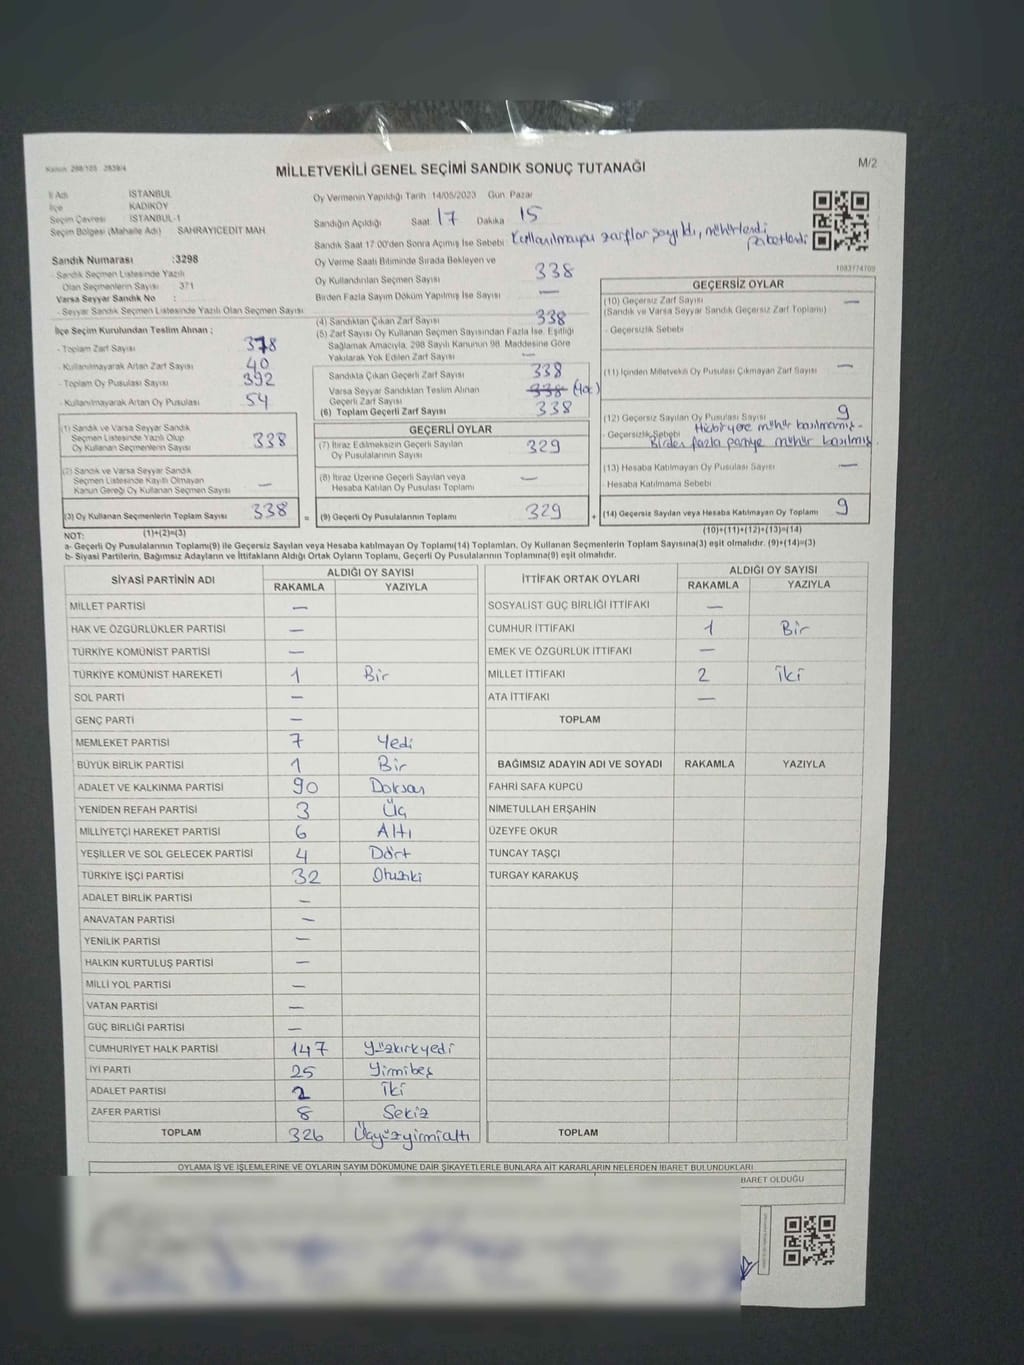 Kanun 298/105 2839/4
MİLLETVEKİLİ GENEL SEÇİMİ SANDIK SONUÇ TUTANAĞI
M/2
İl Adı İSTANBUL
İlçe KADIKÖY
Seçim Çevresi İSTANBUL-1
Seçim Bölgesi (Mahalle Adı) SAHRAYICEDIT MAH.
Oy Vermenin Yapıldığı Tarih 14/05/2023 Gün Pazar
Sandığın Açıldığı Saat 17 Dakika 15
Sandık Saat 17.00'den Sonra Açılmış İse Sebebi Kullanılmayan zarflar sayıldı, mühürlendi
paketlendi
Sandık Numarası :3298
- Sandık Seçmen Listesinde Yazılı
Olan Seçmenlerin Sayısı 371
Varsa Seyyar Sandık No :
- Seyyar Sandık Seçmen Listesinde Yazılı Olan Seçmen Sayısı
Oy Verme Saati Bitiminde Sırada Bekleyen ve
Oy Kullandırılan Seçmen Sayısı 338
Birden Fazla Sayım Döküm Yapılmış İse Sayısı —
İlçe Seçim Kurulundan Teslim Alınan ;
- Toplam Zarf Sayısı 378
- Kullanılmayarak Artan Zarf Sayısı 40
- Toplam Oy Pusulası Sayısı 392
- Kullanılmayarak Artan Oy Pusulası 54
(4) Sandıktan Çıkan Zarf Sayısı 338
(5) Zarf Sayısı Oy Kullanan Seçmen Sayısından Fazla İse, Eşitliği
Sağlamak Amacıyla, 298 Sayılı Kanunun 98. Maddesine Göre
Yakılarak Yok Edilen Zarf Sayısı —
Sandıkta Çıkan Geçerli Zarf Sayısı 338
Varsa Seyyar Sandıktan Teslim Alınan 338
(6) Toplam Geçerli Zarf Sayısı 338
1083774709
GEÇERSİZ OYLAR
(10) Geçersiz Zarf Sayısı —
(Sandık ve Varsa Seyyar Sandık Geçersiz Zarf Toplamı)
- Geçersizlik Sebebi
(11) İçinden Milletvekili Oy Pusulası Çıkmayan Zarf Sayısı —
(12) Geçersiz Sayılan Oy Pusulası Sayısı 9
- Geçersizlik Sebebi Hiçbir yere mühür basılmamış-
Birden fazla partiye mühür basılmış
(13) Hesaba Katılmayan Oy Pusulası Sayısı —
- Hesaba Katılmama Sebebi
(14) Geçersiz Sayılan veya Hesaba Katılmayan Oy Toplamı 9
(10)+(11)+(12)+(13)=(14)
(1) Sandık ve Varsa Seyyar Sandık
Seçmen Listesinde Yazılı Olup
Oy Kullanan Seçmenlerin Sayısı 338
(2) Sandık ve Varsa Seyyar Sandık
Seçmen Listesinde Kayıtlı Olmayan
Kanun Gereği Oy Kullanan Seçmen Sayısı —
(3) Oy Kullanan Seçmenlerin Toplam Sayısı 338 =
(1)+(2)=(3)
GEÇERLİ OYLAR
(7) İtiraz Edilmeksizin Geçerli Sayılan
Oy Pusulalarının Sayısı 329
(8) İtiraz Üzerine Geçerli Sayılan veya
Hesaba Katılan Oy Pusulası Toplamı —
(9) Geçerli Oy Pusulalarının Toplamı 329 +
NOT:
a- Geçerli Oy Pusulalarının Toplamı(9) ile Geçersiz Sayılan veya Hesaba katılmayan Oy Toplamı(14) Toplamları, Oy Kullanan Seçmenlerin Toplam Sayısına(3) eşit olmalıdır. (9)+(14)=(3)
b- Siyasi Partilerin, Bağımsız Adayların ve İttifakların Aldığı Ortak Oyların Toplamı, Geçerli Oy Pusulalarının Toplamına(9) eşit olmalıdır.
SİYASİ PARTİNİN ADI ALDIĞI OY SAYISI
RAKAMLA YAZIYLA
MİLLET PARTİSİ —
HAK VE ÖZGÜRLÜKLER PARTİSİ —
TÜRKİYE KOMÜNİST PARTİSİ —
TÜRKİYE KOMÜNİST HAREKETİ 1 Bir
SOL PARTİ —
GENÇ PARTİ —
MEMLEKET PARTİSİ 7 Yedi
BÜYÜK BİRLİK PARTİSİ 1 Bir
ADALET VE KALKINMA PARTİSİ 90 Doksan
YENİDEN REFAH PARTİSİ 3 Üç
MİLLİYETÇİ HAREKET PARTİSİ 6 Altı
YEŞİLLER VE SOL GELECEK PARTİSİ 4 Dört
TÜRKİYE İŞÇİ PARTİSİ 32 Otuziki
ADALET BİRLİK PARTİSİ —
ANAVATAN PARTİSİ —
YENİLİK PARTİSİ —
HALKIN KURTULUŞ PARTİSİ —
MİLLİ YOL PARTİSİ —
VATAN PARTİSİ —
GÜÇ BİRLİĞİ PARTİSİ —
CUMHURİYET HALK PARTİSİ 147 Yüzkırkyedi
İYİ PARTİ 25 Yirmibeş
ADALET PARTİSİ 2 İki
ZAFER PARTİSİ 8 Sekiz
TOPLAM 326 Üçyüzyirmialtı
İTTİFAK ORTAK OYLARI ALDIĞI OY SAYISI
RAKAMLA YAZIYLA
SOSYALİST GÜÇ BİRLİĞİ İTTİFAKI —
CUMHUR İTTİFAKI 1 Bir
EMEK VE ÖZGÜRLÜK İTTİFAKI —
MİLLET İTTİFAKI 2 İki
ATA İTTİFAKI —
TOPLAM
BAĞIMSIZ ADAYIN ADI VE SOYADI RAKAMLA YAZIYLA
FAHRİ SAFA KÜPCÜ
NİMETULLAH ERŞAHİN
ÜZEYFE OKUR
TUNCAY TAŞÇI
TURGAY KARAKUŞ
TOPLAM
OYLAMA İŞ VE İŞLEMLERİNE VE OYLARIN SAYIM DÖKÜMÜNE DAİR ŞİKAYETLERLE BUNLARA AİT KARARLARIN NELERDEN İBARET BULUNDUKLARI
BARET OLDUĞU